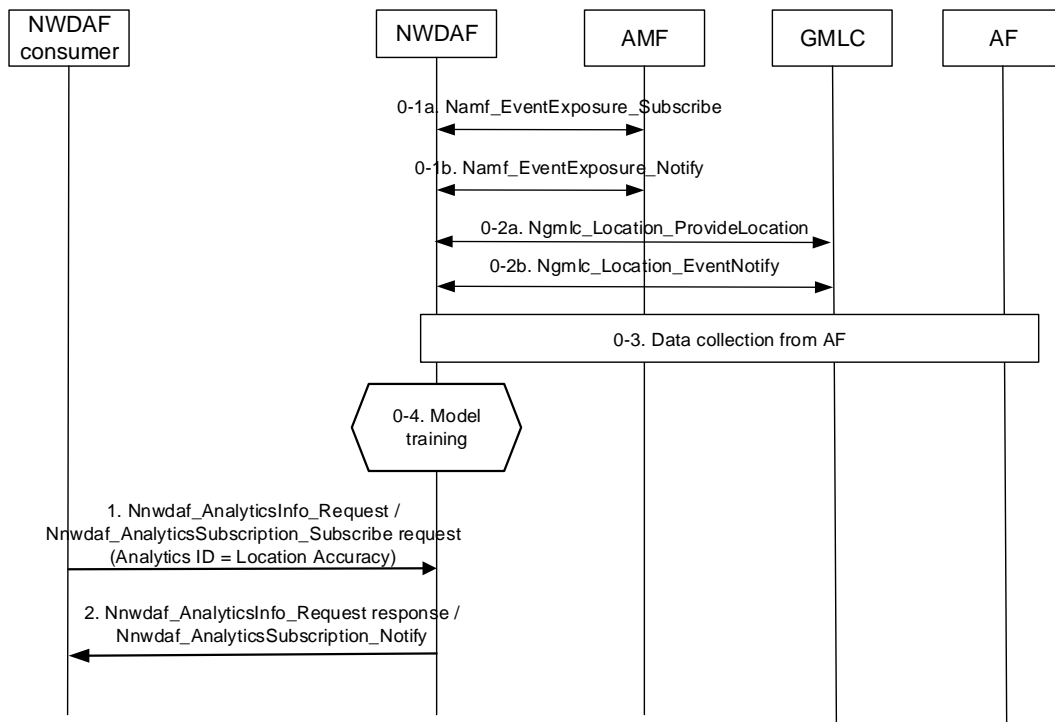 NWDAF
consumer
NWDAF
AMF
GMLC
AF
0-1a. Namf_EventExposure_Subscribe
0-1b. Namf_EventExposure_Notify
0-2a. Ngmlc_Location_ProvideLocation
0-2b. Ngmlc_Location_EventNotify
0-3. Data collection from AF
0-4. Model
training
1. Nnwdaf_AnalyticsInfo_Request /
Nnwdaf_AnalyticsSubscription_Subscribe request
(Analytics ID = Location Accuracy)
2. Nnwdaf_AnalyticsInfo_Request response /
Nnwdaf_AnalyticsSubscription_Notify